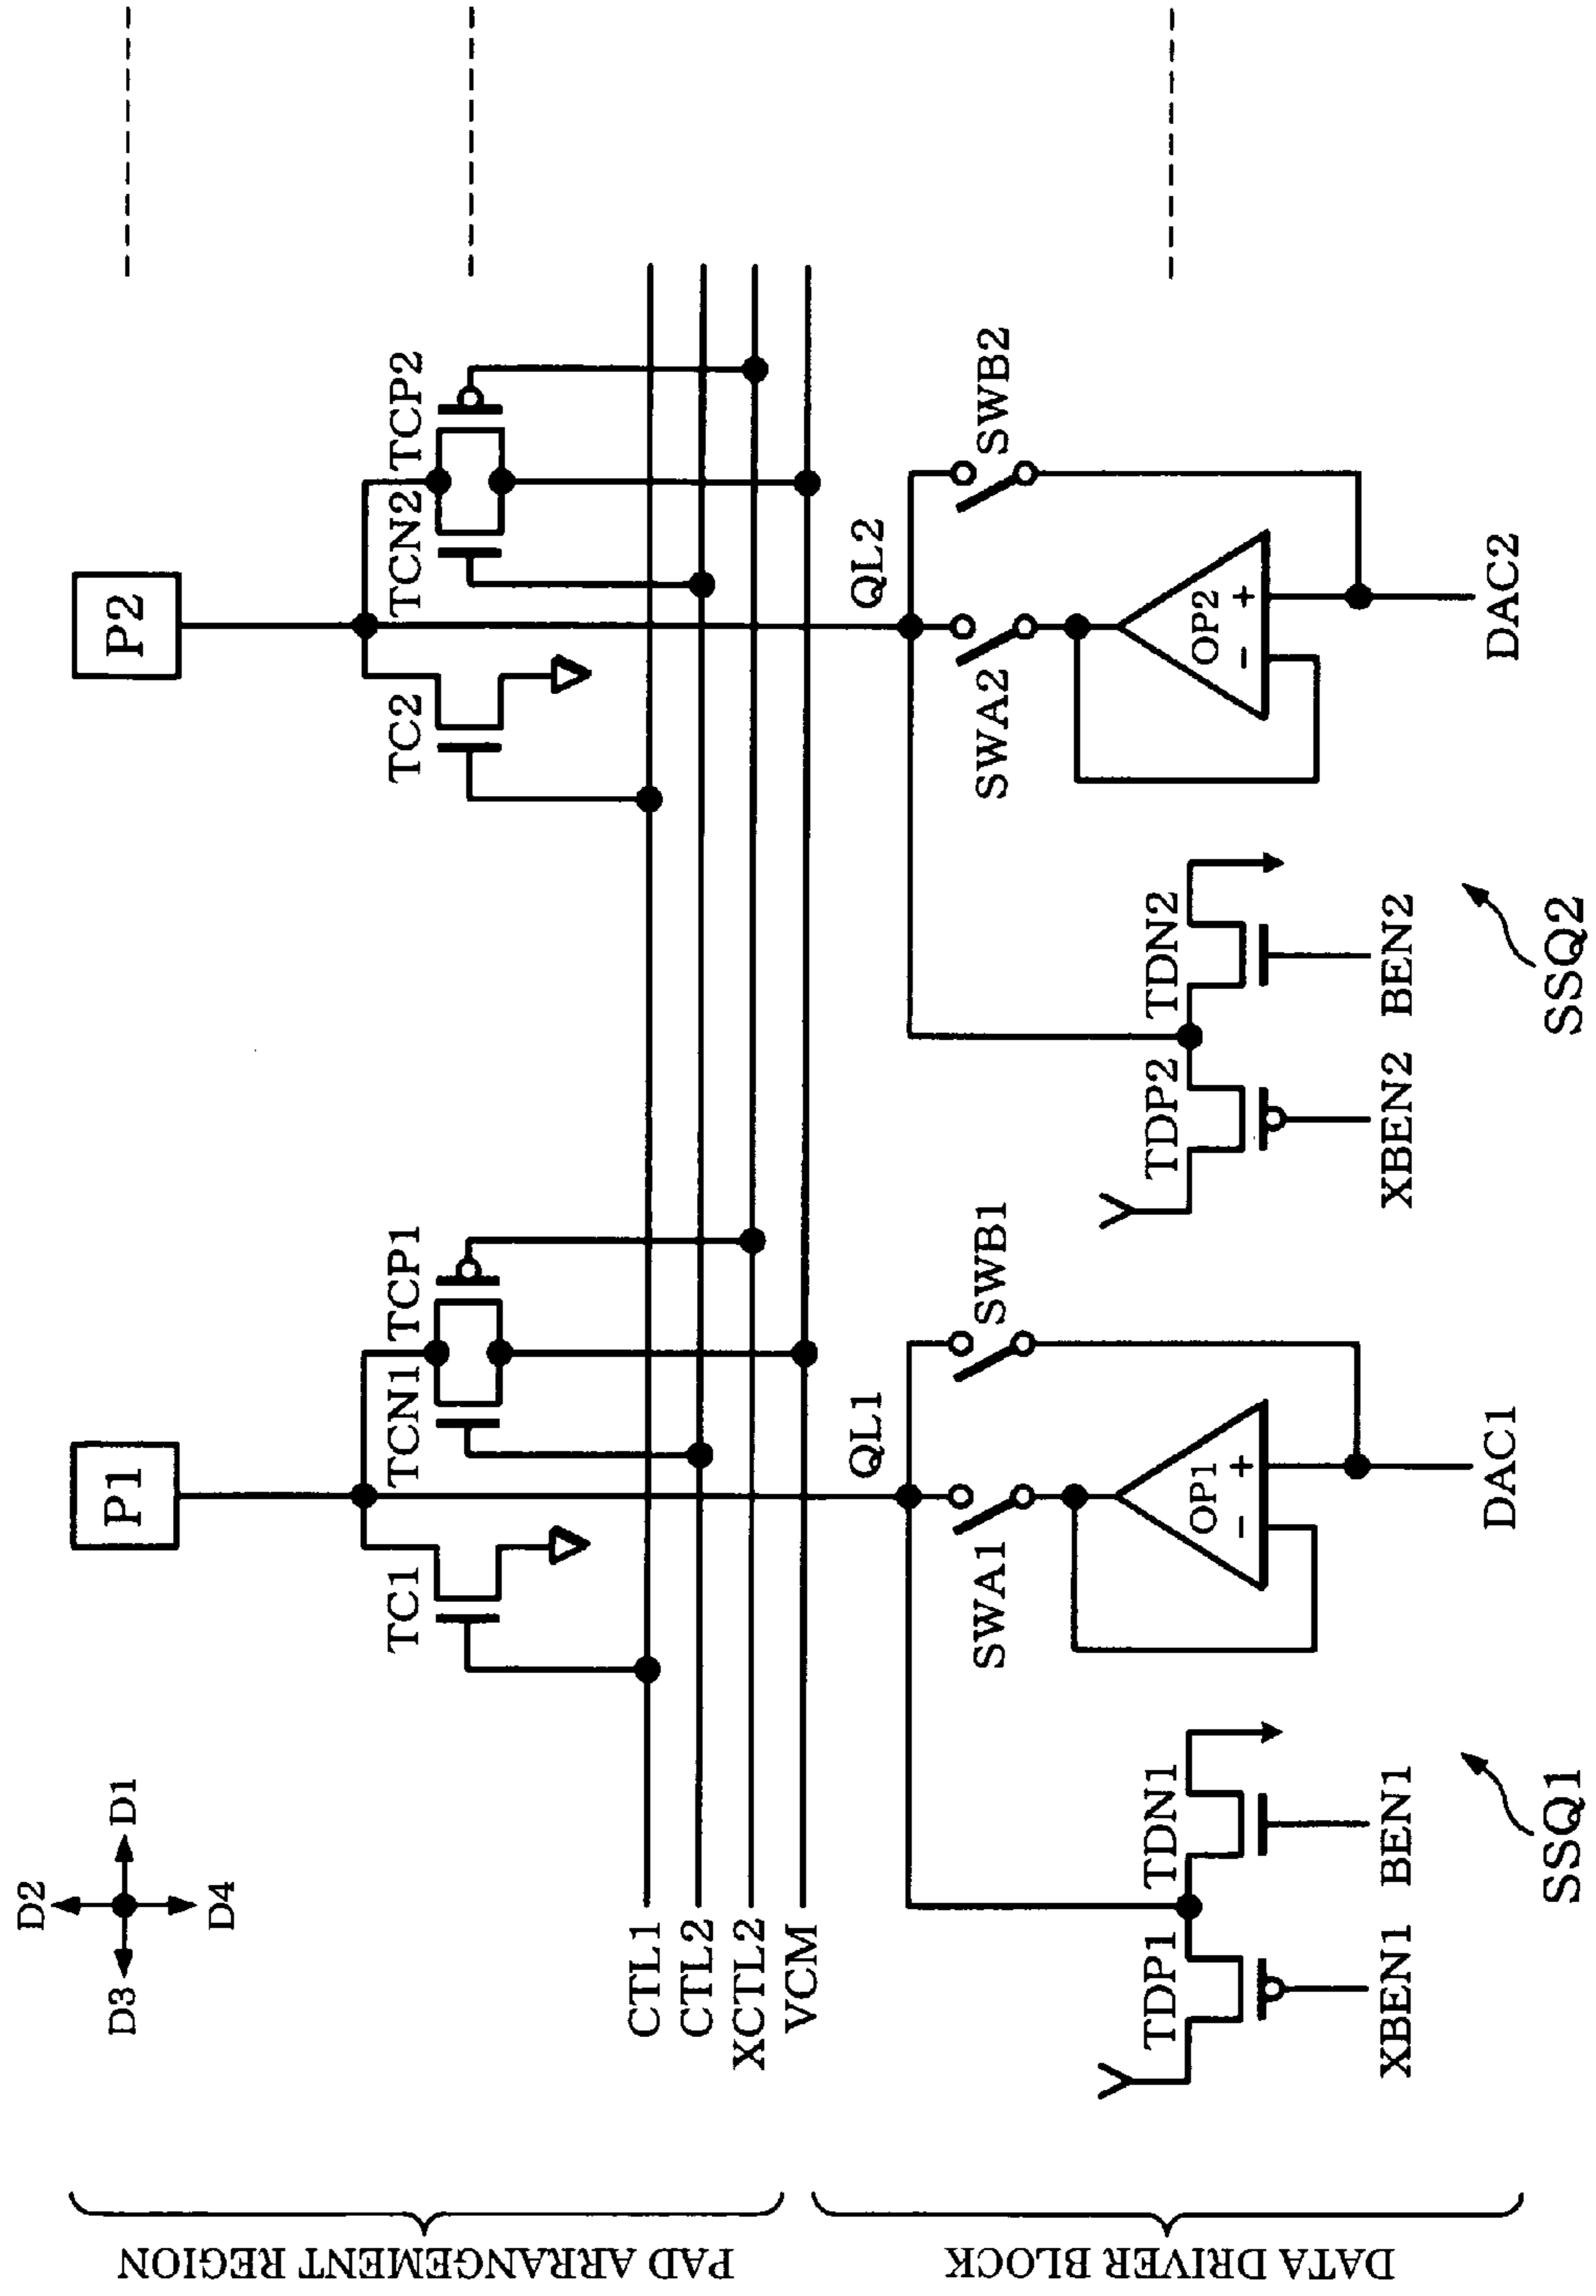 D2
D3
D1
D4
P1
P2
TC1
TCN1
TCP1
TC2
TCN2
TCP2
CTL1
CTL2
XCTL2
VCM
QL1
QL2
SWA1
SWB1
SWA2
SWB2
TDP1
TDN1
OP1
- +
TDP2
TDN2
OP2
- +
XBEN1
BEN1
DAC1
XBEN2
BEN2
DAC2
SSQ1
SSQ2
PAD ARRANGEMENT REGION
DATA DRIVER BLOCK